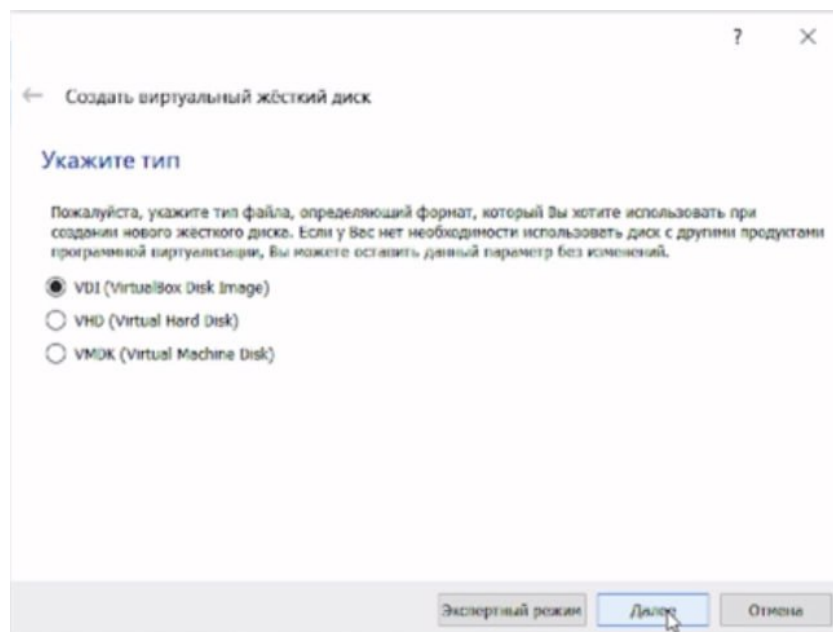 ?
Создать виртуальный жёсткий диск
Укажите тип
Пожалуйста, укажите тип файла, определяющий формат, который Вы хотите использовать при
создании нового жёсткого диска. Если у Вас нет необходимости использовать диск с другими продуктами
программной виртуализации, Вы можете оставить данный параметр без изменений.
VDI (VirtualBox Disk Image)
VHD (Virtual Hard Disk)
VMDK (Virtual Machine Disk)
Экспертный режим Далее Отмена